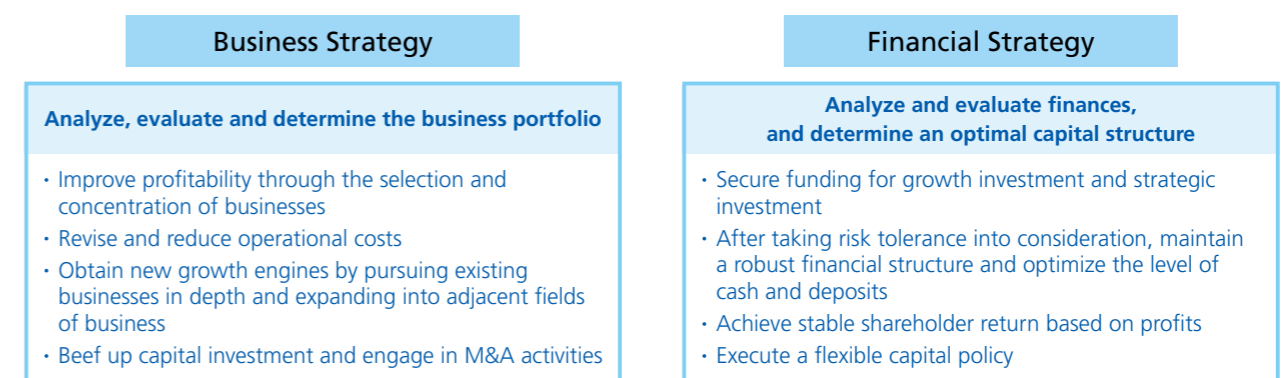 Business Strategy
Analyze, evaluate and determine the business portfolio
・Improve profitability through the selection and
concentration of businesses
・Revise and reduce operational costs
・Obtain new growth engines by pursuing existing
businesses in depth and expanding into adjacent fields
of business
・Beef up capital investment and engage in M&A activities
Financial Strategy
Analyze and evaluate finances,
and determine an optimal capital structure
・Secure funding for growth investment and strategic
investment
・After taking risk tolerance into consideration, maintain
a robust financial structure and optimize the level of
cash and deposits
・Achieve stable shareholder return based on profits
・Execute a flexible capital policy